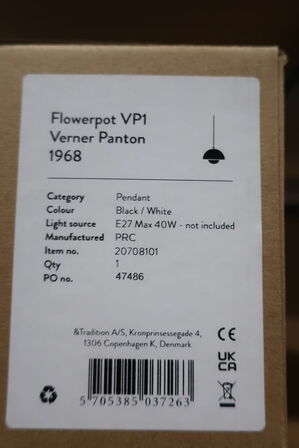 Flowerpot VP1
Verner Panton
1968
Category Pendant
Colour Black / White
Light source E27 Max 40W - not included
Manufactured PRC
Item no. 20708101
Qty 1
PO no. 47486
&Tradition A/S, Kronprinsessegade 4,
1306 Copenhagen K, Denmark
CE
UK
CA
5 705385 037263